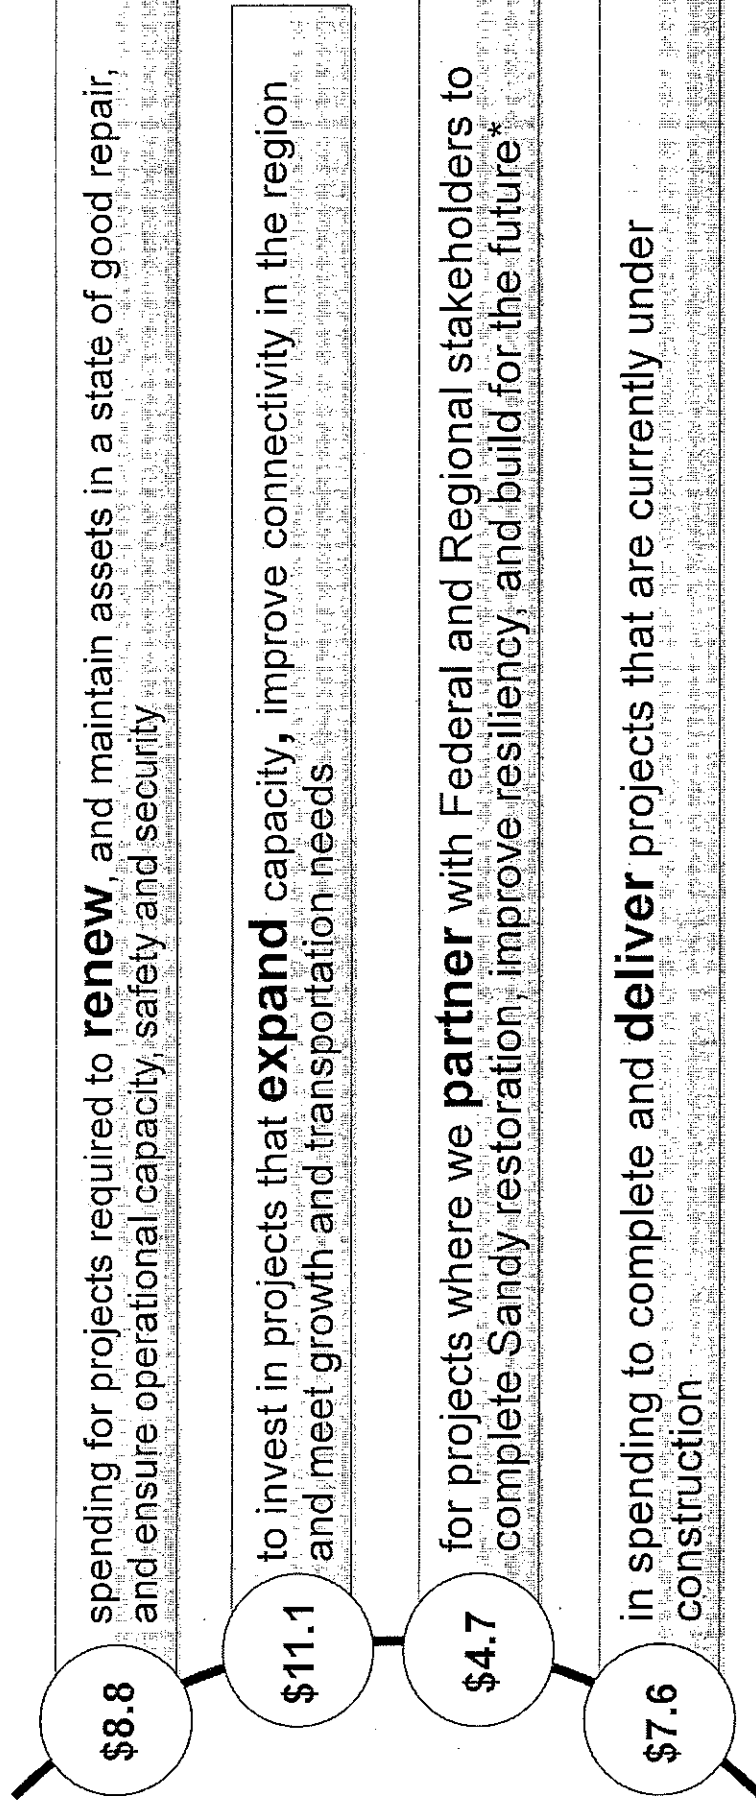 $8.8
spending for projects required to renew, and maintain assets in a state of good repair,
and ensure operational capacity, safety and security
$11.1
to invest in projects that expand capacity, improve connectivity in the region
and meet growth and transportation needs
$4.7
for projects where we partner with Federal and Regional stakeholders to
complete Sandy restoration, improve resiliency, and build for the future*
$7.6
in spending to complete and deliver projects that are currently under
construction